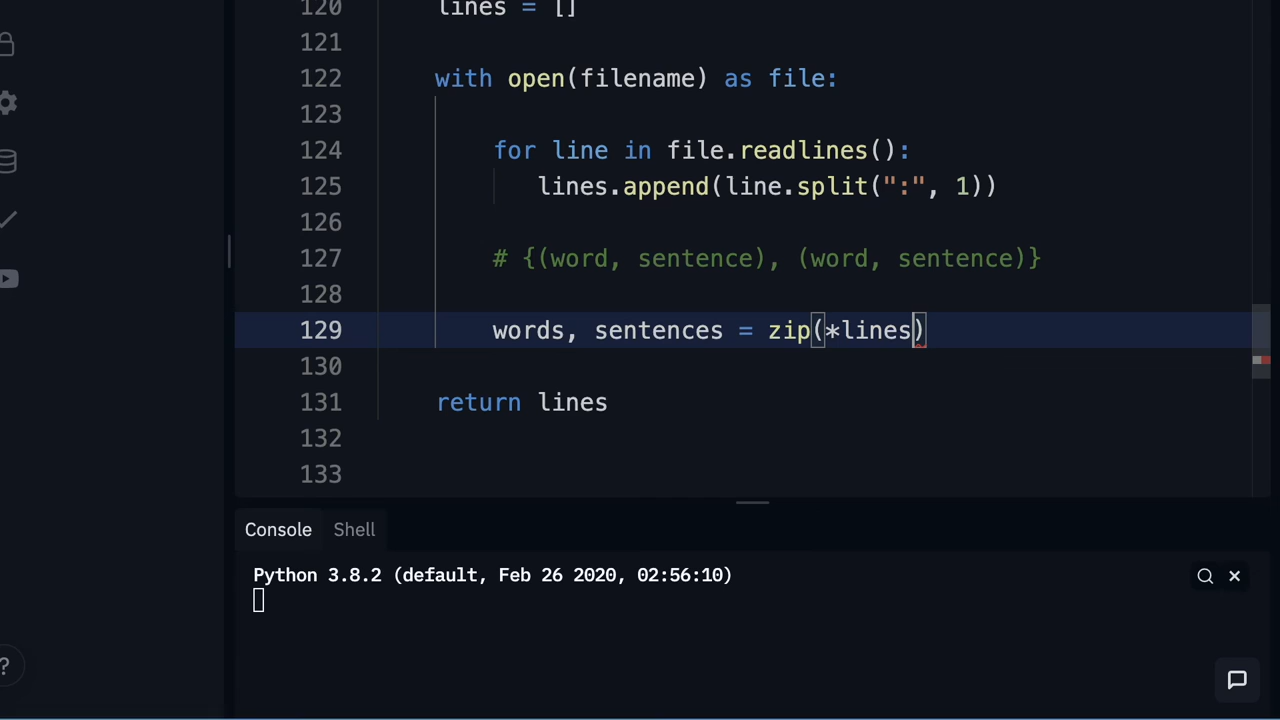 120 lines = []
121
122 with open(filename) as file:
123
124 for line in file.readlines():
125 lines.append(line.split(":", 1))
126
127 # {(word, sentence), (word, sentence)}
128
129 words, sentences = zip(*lines)
130
131 return lines
132
133
Console Shell
Python 3.8.2 (default, Feb 26 2020, 02:56:10)
?